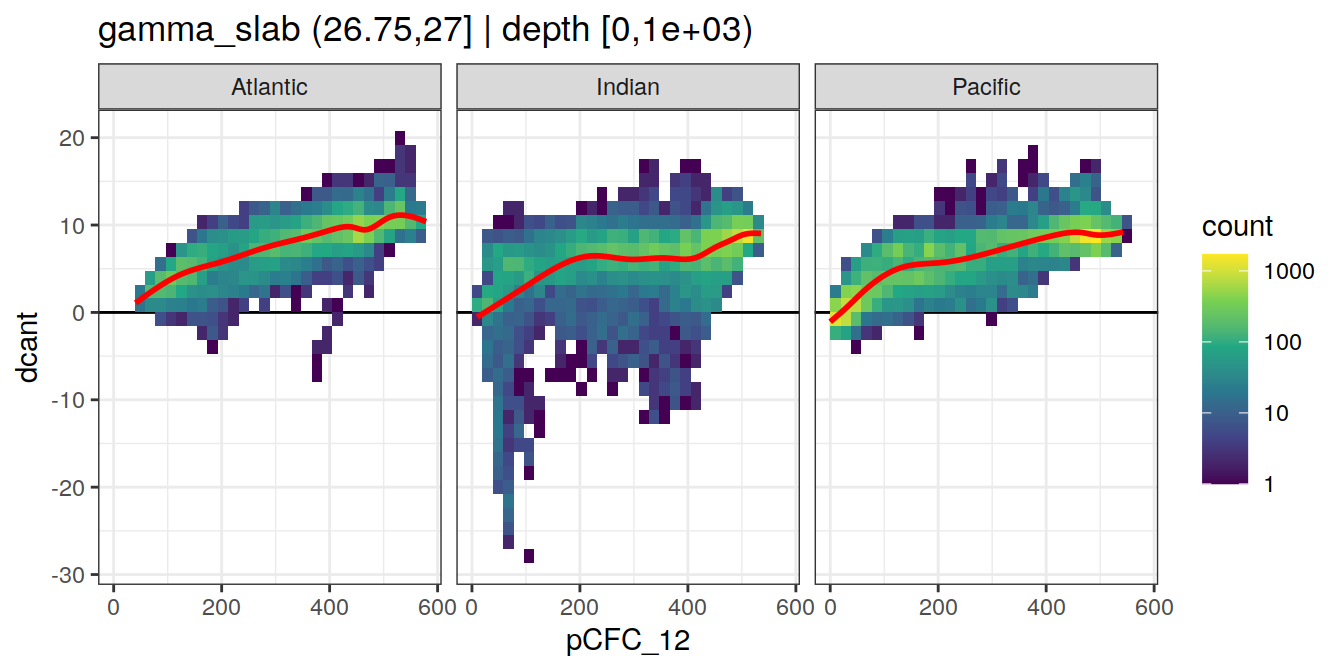 gamma_slab (26.75,27] | depth [0,1e+03)
Atlantic Indian Pacific
20
10
0
-10
-20
-30
dcant
0 200 400 600 0 200 400 600 0 200 400 600
pCFC_12
count
1000
100
10
1